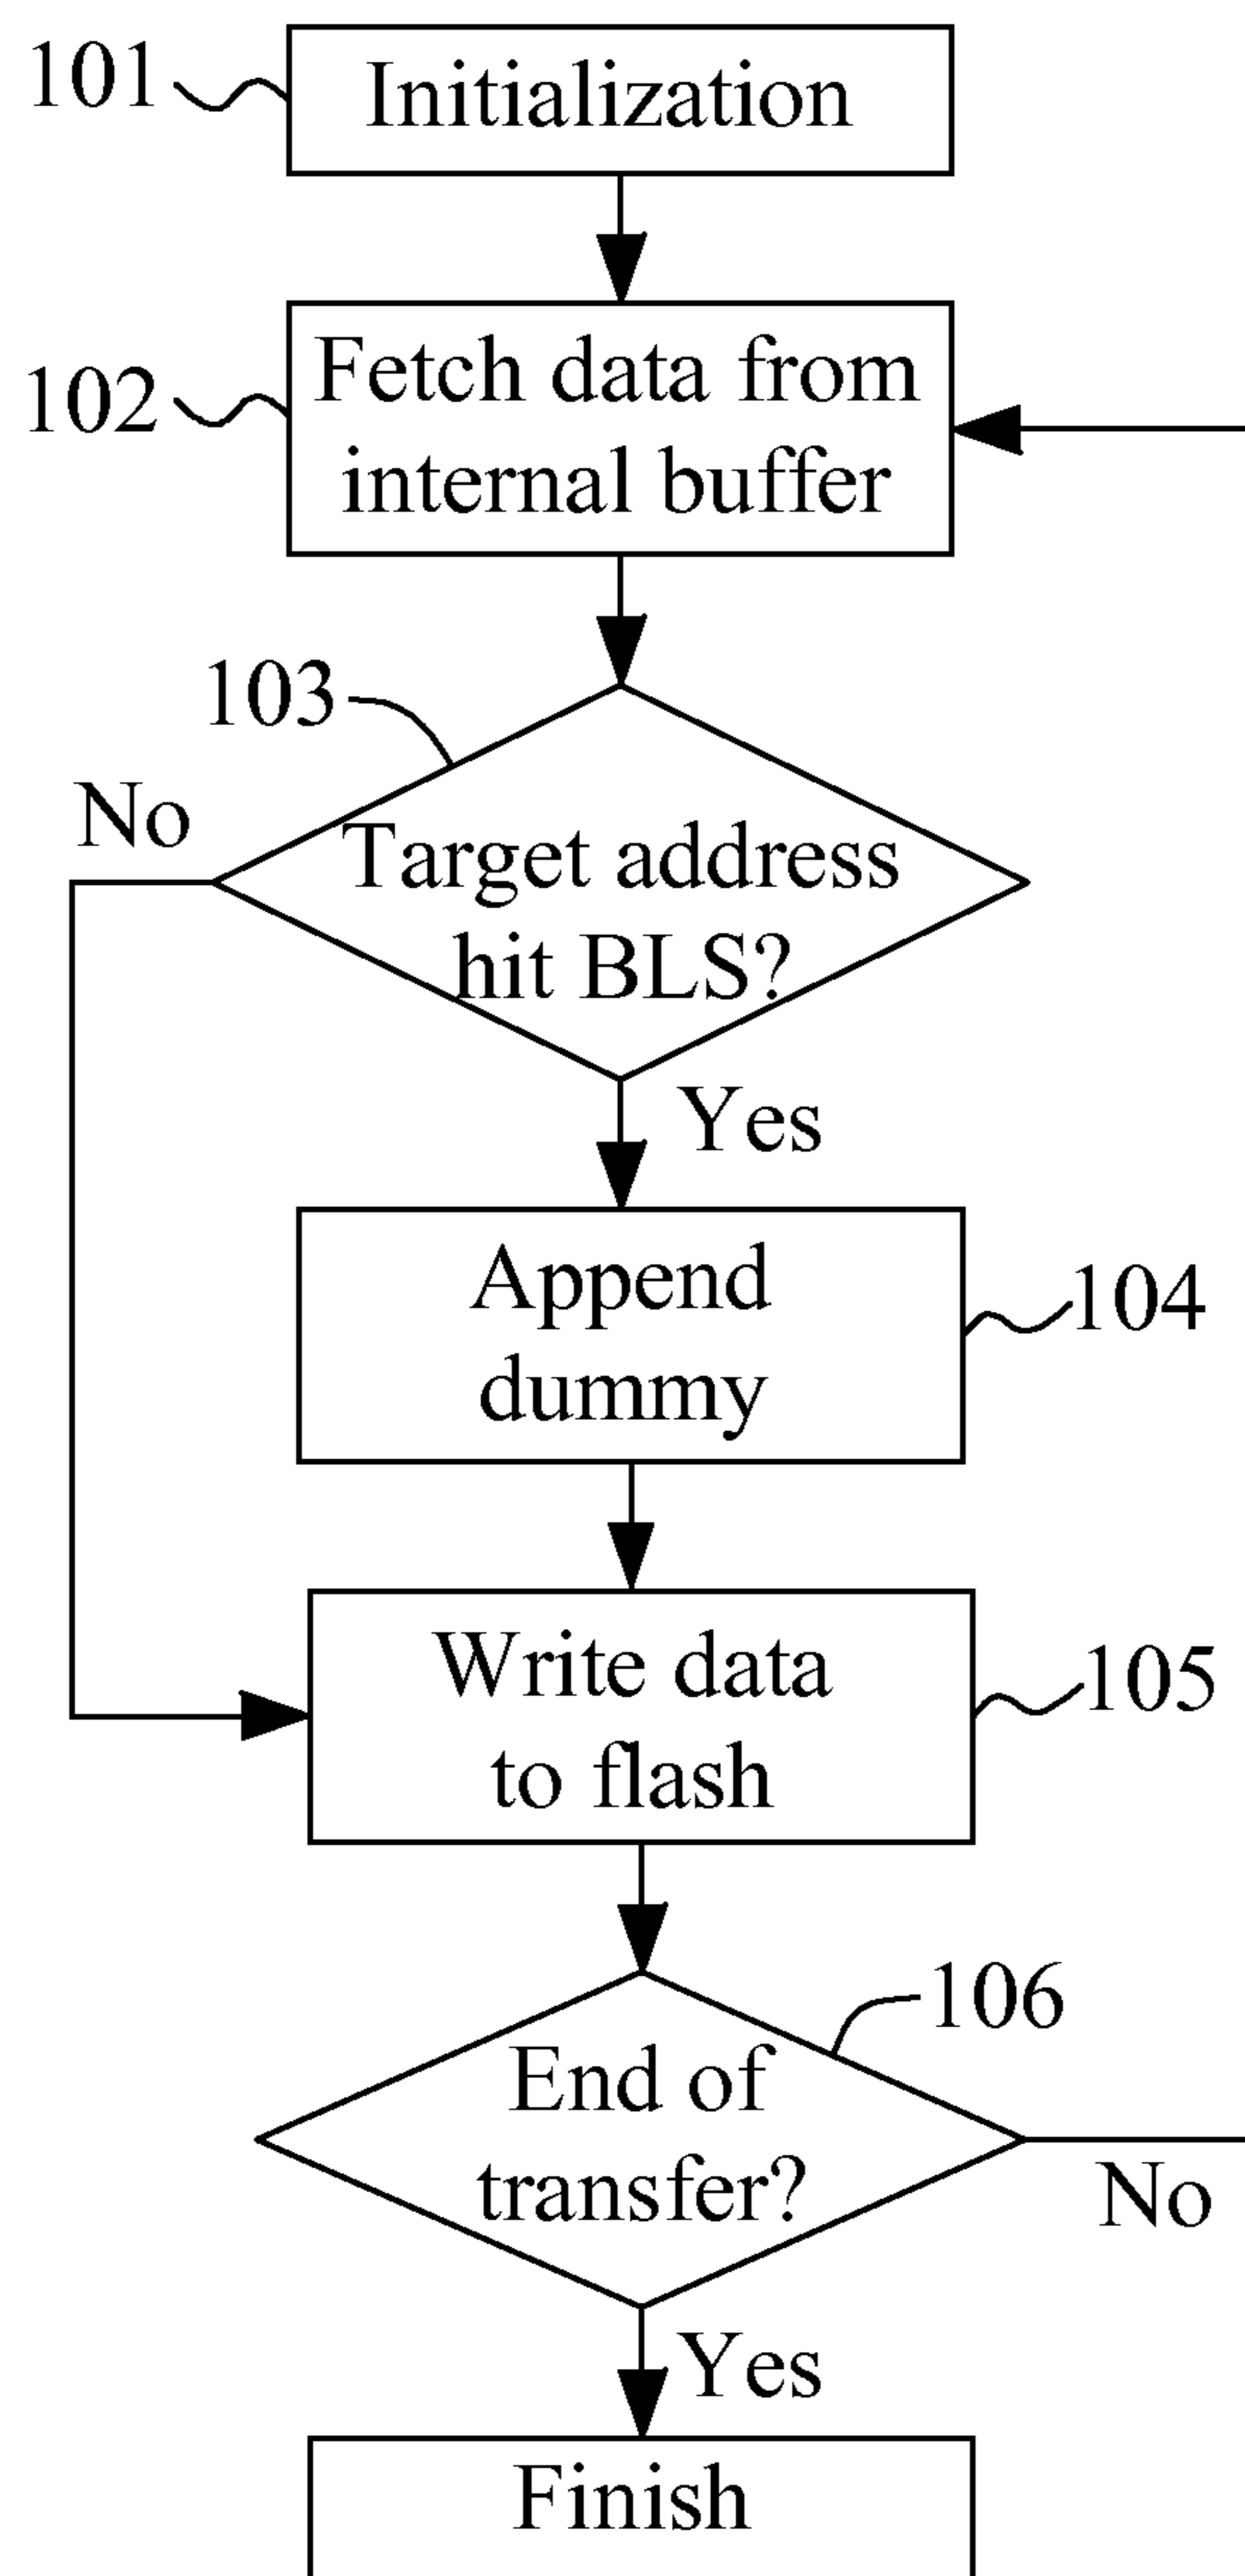 101
Initialization
102
Fetch data from
internal buffer
103
No
Target address
hit BLS?
Yes
Append
dummy
104
Write data
to flash
105
106
End of
transfer?
No
Yes
Finish